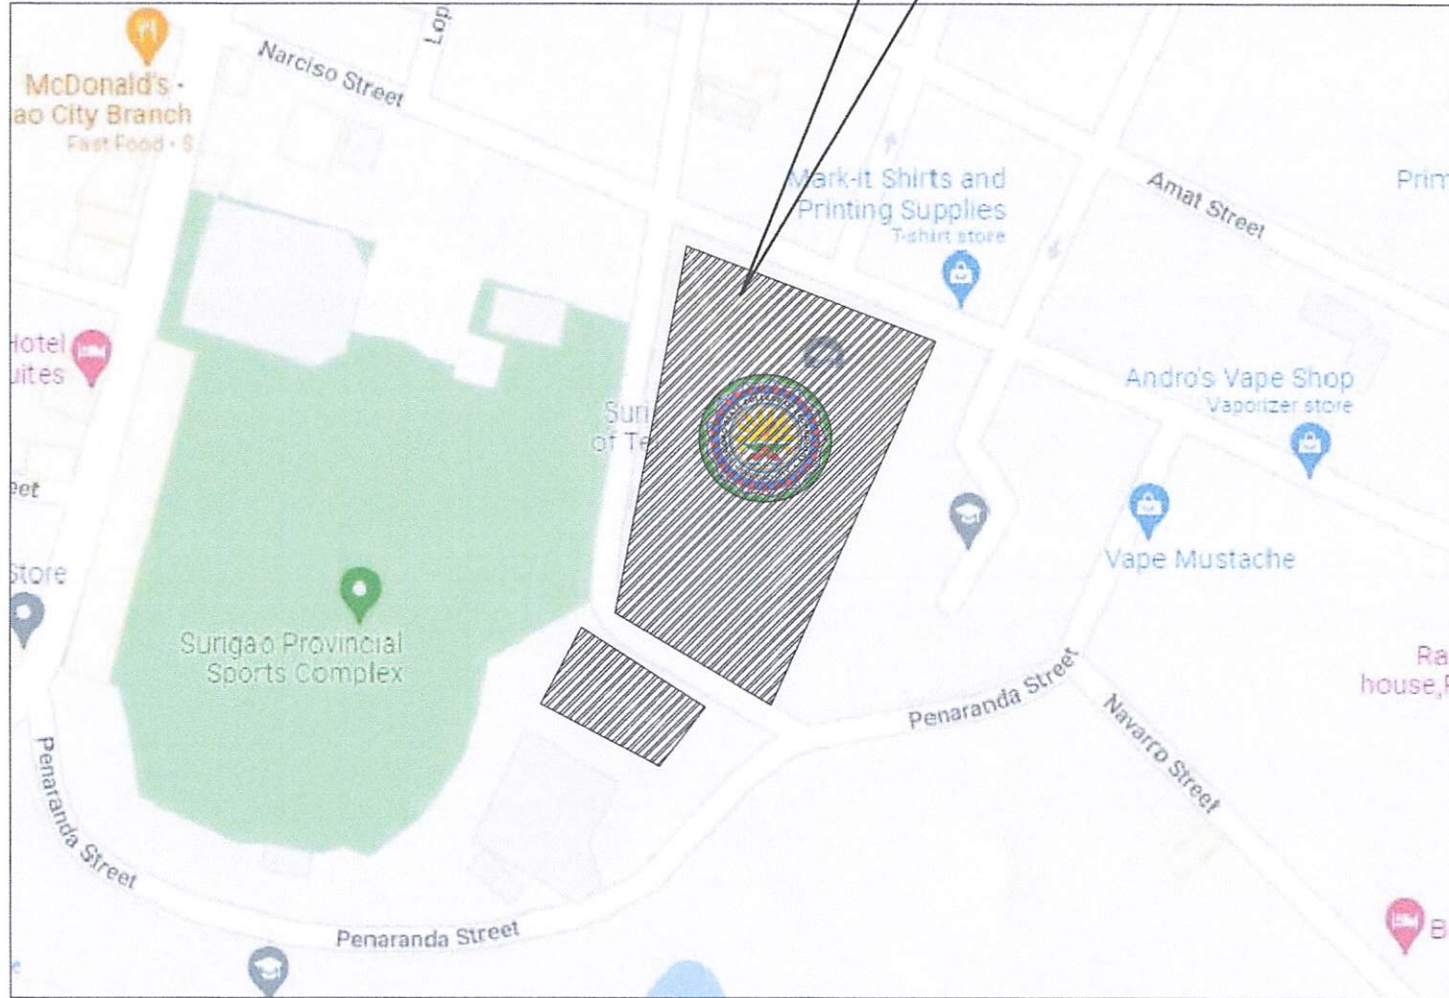 Lop
Narciso Street
McDonald's -
ao City Branch
Fast Food · S
Mark-it Shirts and
Printing Supplies
T-shirt store
Amat Street
Prim
Hotel
uites
Andro's Vape Shop
Vaporizer store
Suri
of Te
eet
Vape Mustache
Store
Surigao Provincial
Sports Complex
Ra
house,F
Penaranda Street
Navarro Street
Penaranda Street
Penaranda Street
B
e